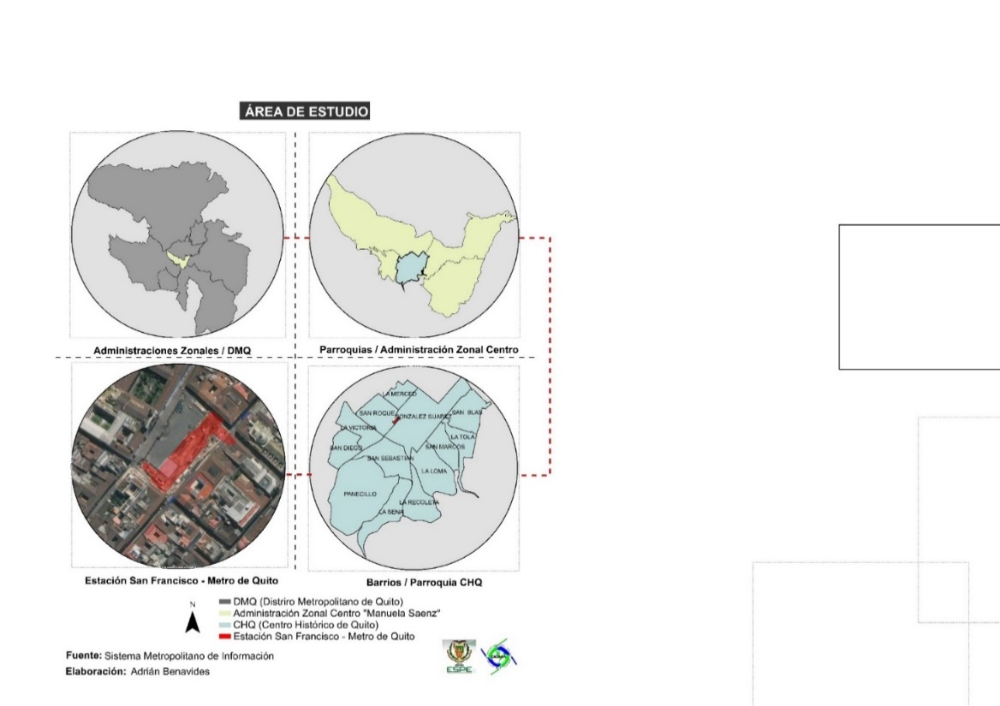 ÁREA DE ESTUDIO
Administraciones Zonales / DMQ
Parroquias / Administración Zonal Centro
LA MERCED
SAN ROQUE
GONZALEZ SUAREZ
SAN BLAS
LA VICTORIA
LA TOLA
SAN DIEGO
SAN MARCOS
SAN SEBASTIAN
LA LOMA
PANECILLO
LA RECOLETA
LA SENA
Estación San Francisco - Metro de Quito
Barrios / Parroquia CHQ
N
DMQ (Distriro Metropolitano de Quito)
Administración Zonal Centro "Manuela Saenz"
CHQ (Centro Histórico de Quito)
Estación San Francisco - Metro de Quito
Fuente: Sistema Metropolitano de Información
Elaboración: Adrián Benavides
ESPE